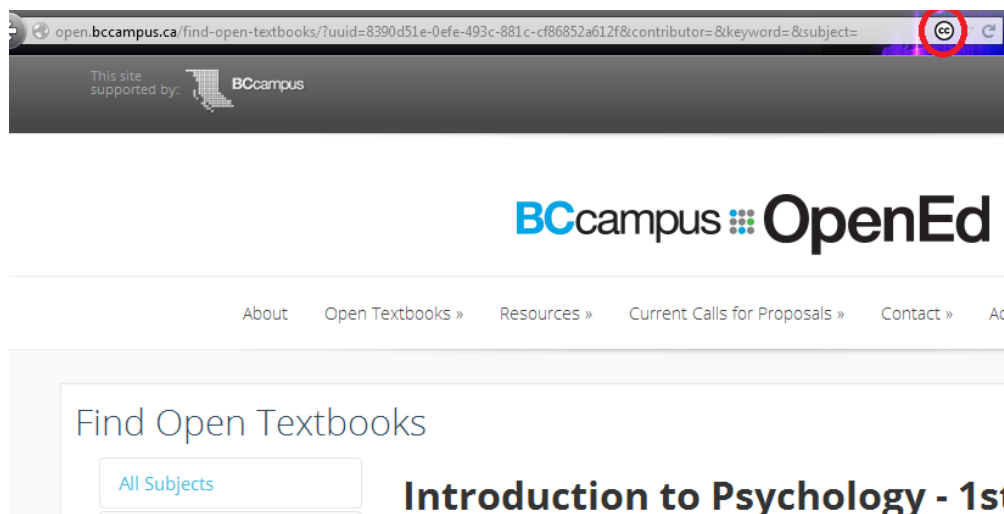 open.bccampus.ca/find-open-textbooks/?uuid=8390d51e-0efe-493c-881c-cf86852a612f&contributor=&keyword=&subject=
cc
This site
supported by:
BCcampus
BCcampus OpenEd
About Open Textbooks » Resources » Current Calls for Proposals » Contact »
Find Open Textbooks
All Subjects
Introduction to Psychology - 1st